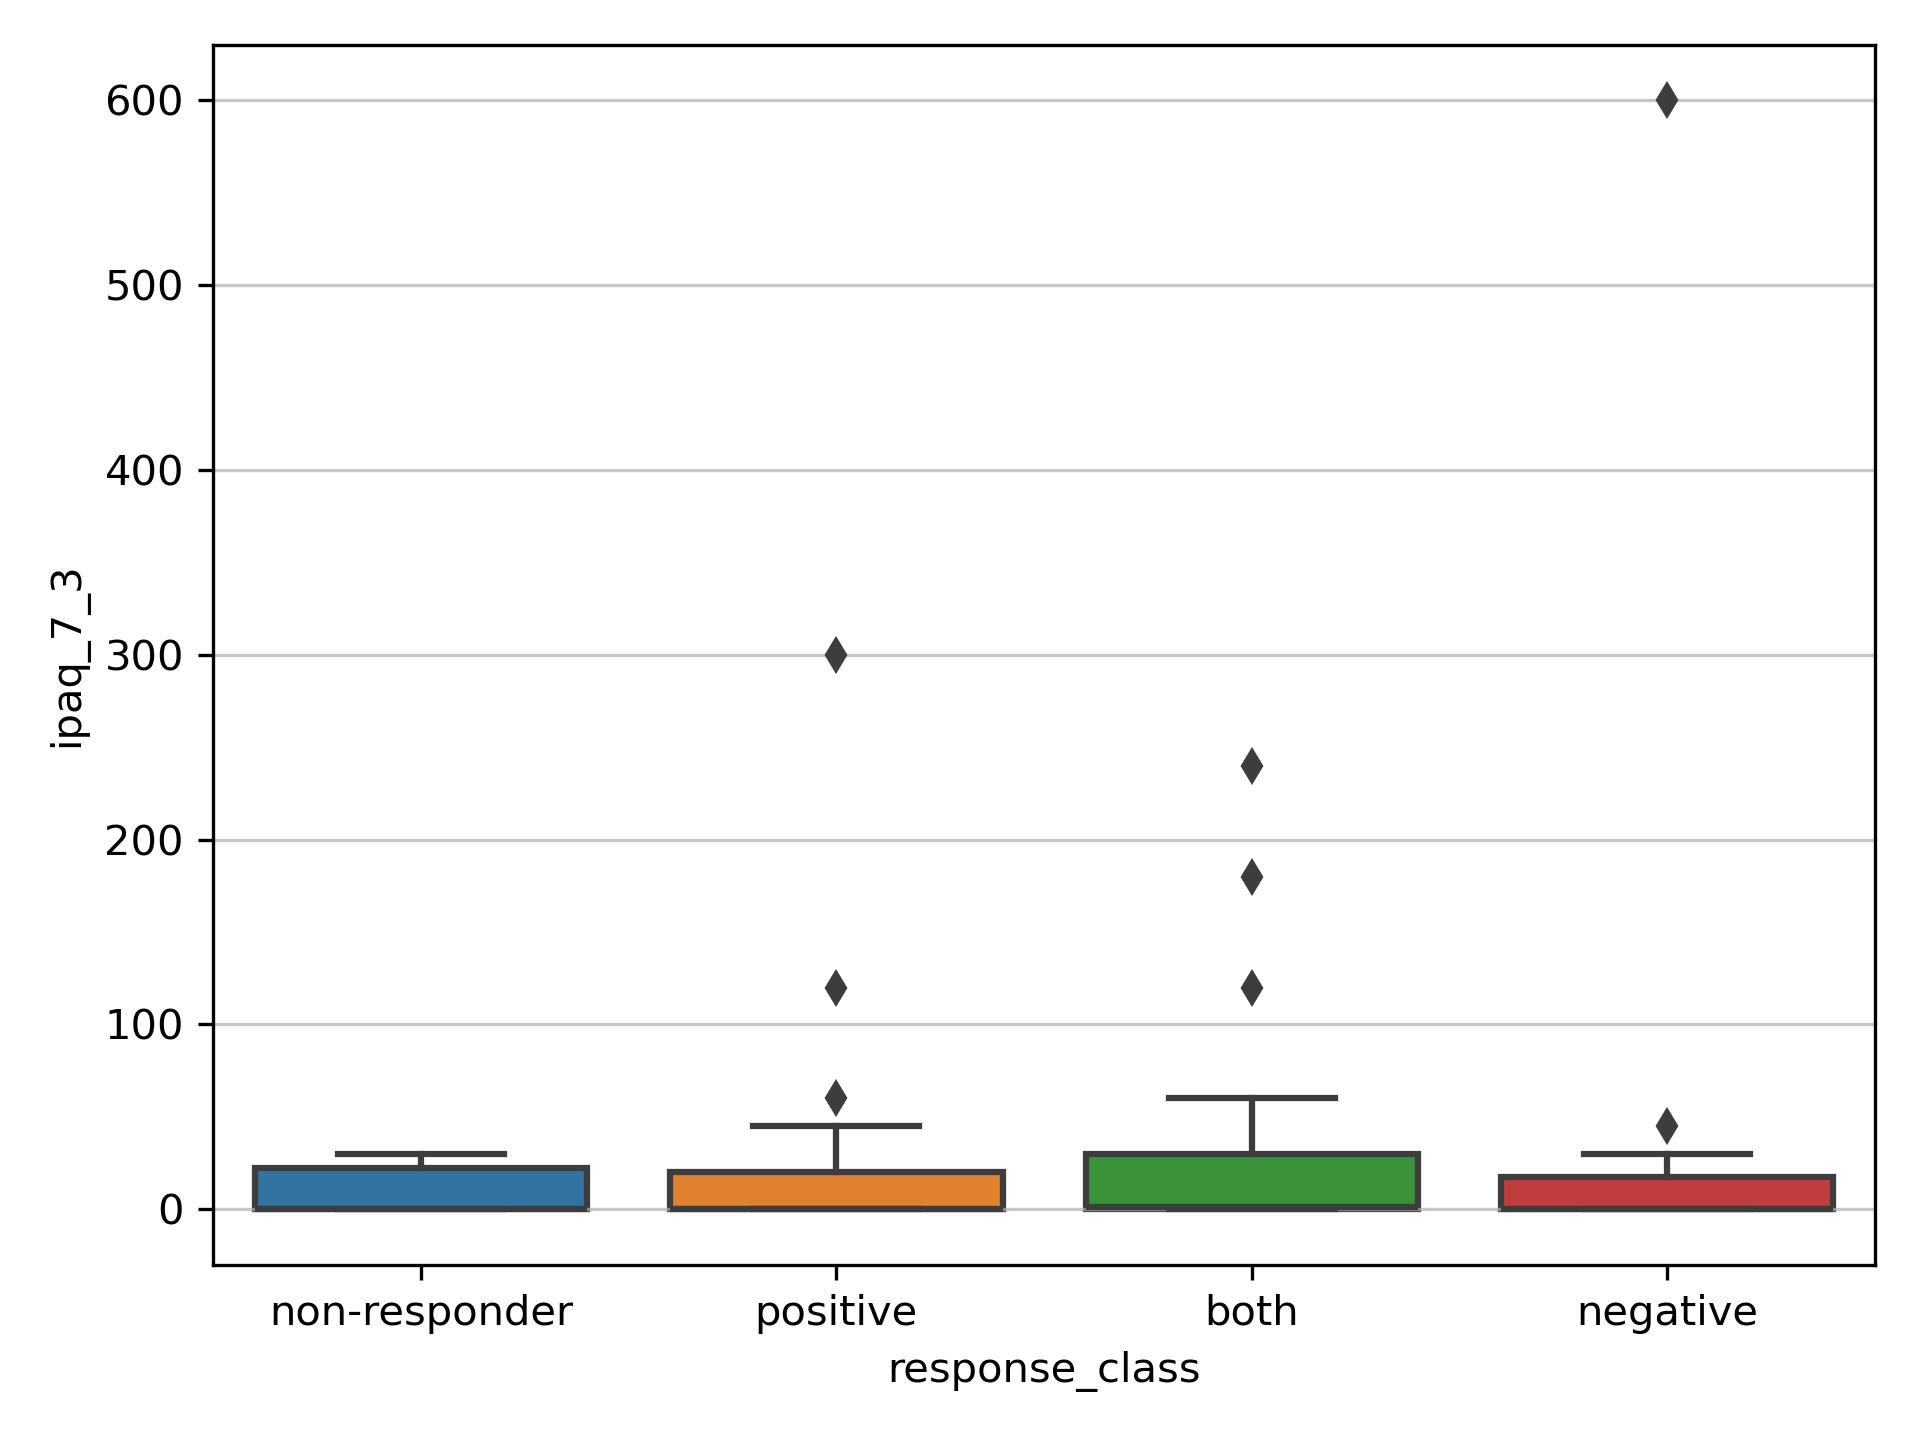 600
500
400
300
200
100
0
ipaq_7_3
non-responder positive both negative
response_class